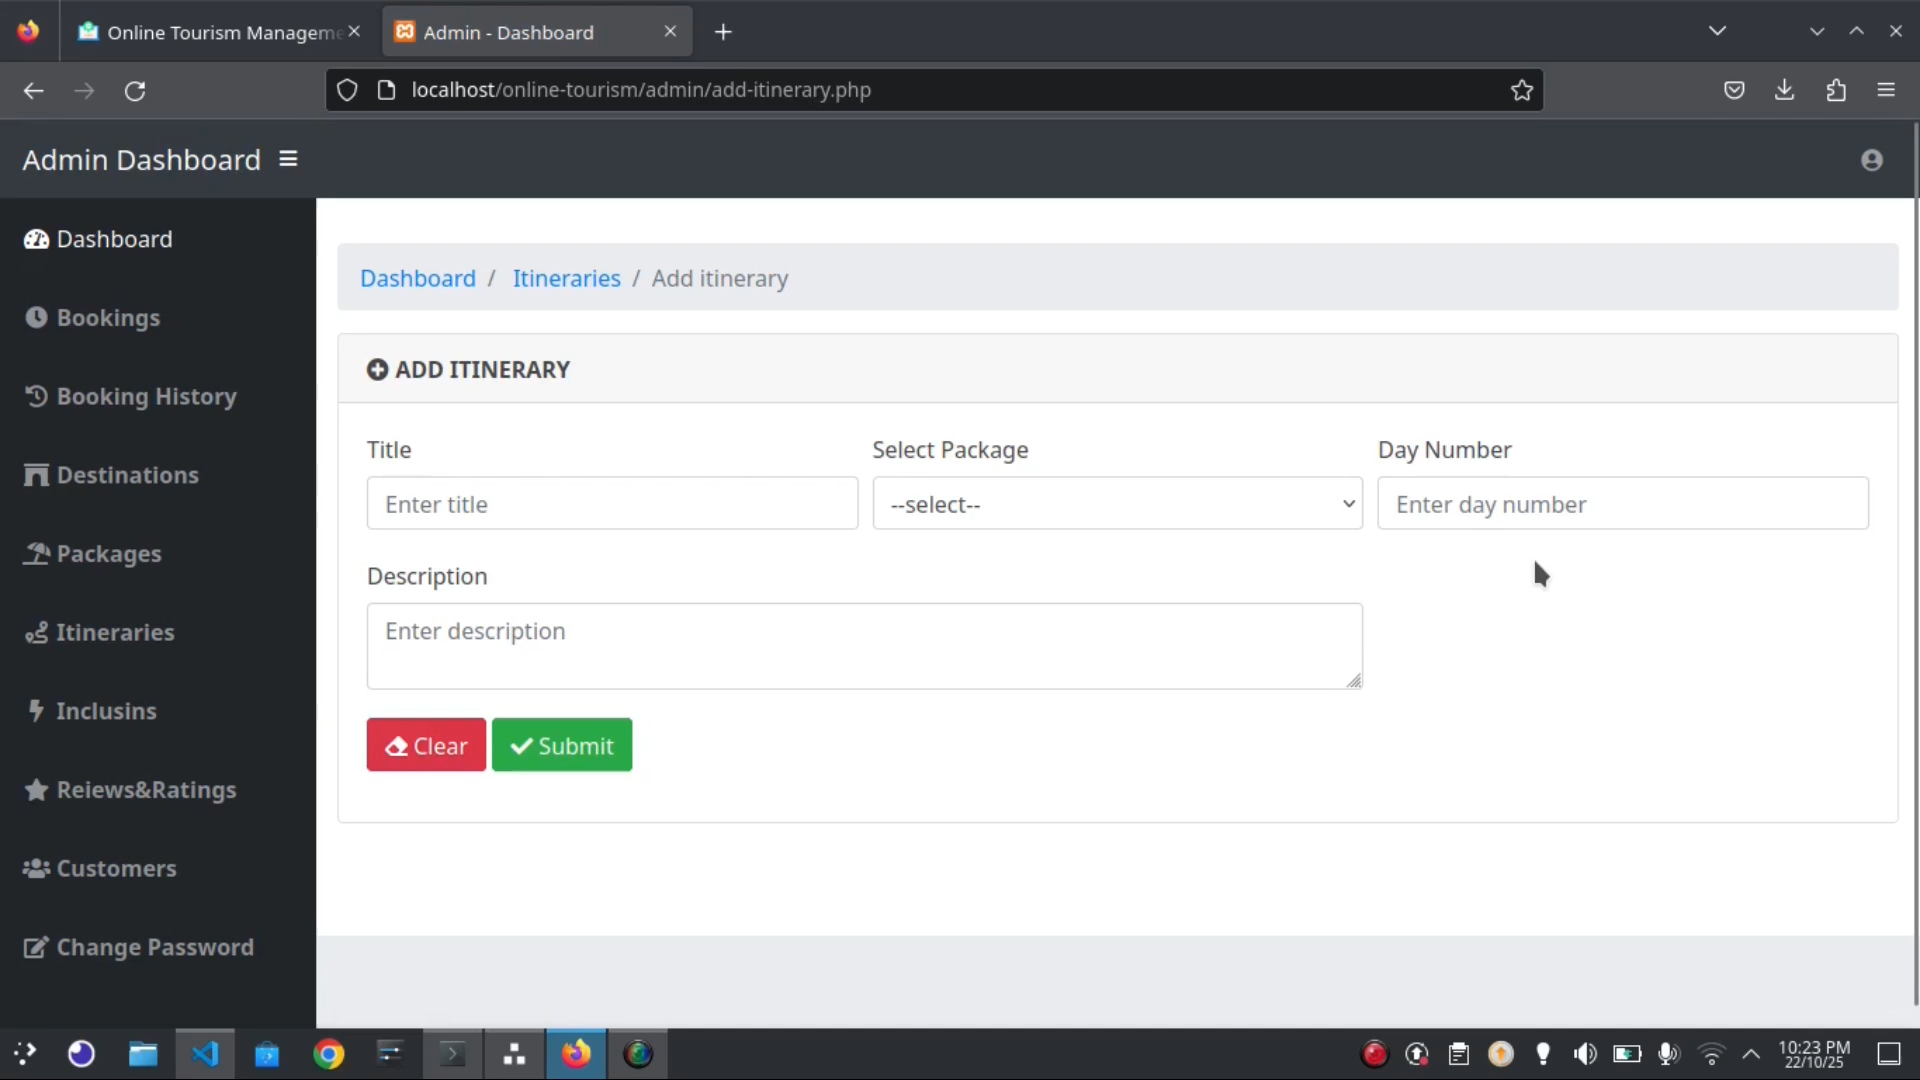 Online Tourism Manageme
Admin - Dashboard
localhost/online-tourism/admin/add-itinerary.php
Admin Dashboard
Dashboard
Bookings
Booking History
Destinations
Packages
Itineraries
Inclusins
Reiews&Ratings
Customers
Change Password
Dashboard / Itineraries / Add itinerary
ADD ITINERARY
Title
Select Package
Day Number
Enter title
--select--
Enter day number
Description
Enter description
Clear
Submit
10:23 PM
22/10/25